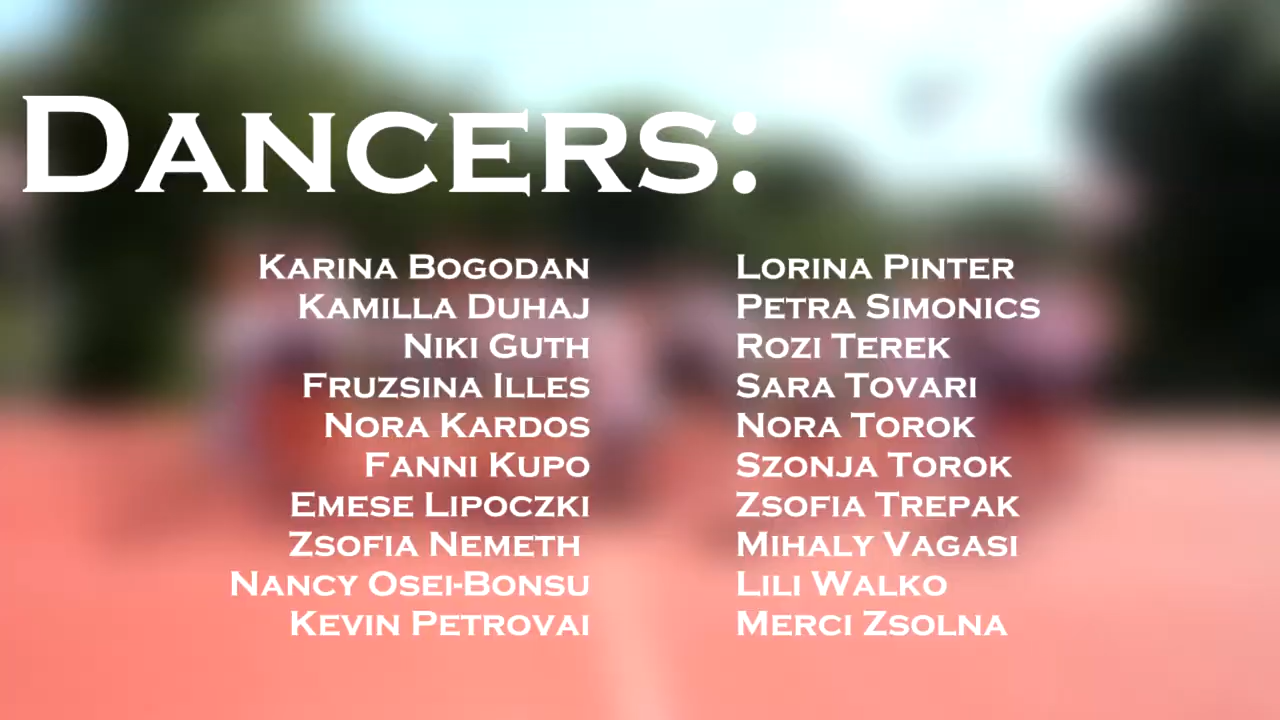 DANCERS:
KARINA BOGODAN
KAMILLA DUHAJ
NIKI GUTH
FRUZSINA ILLES
NORA KARDOS
FANNI KUPO
EMESE LIPOCZKI
ZSOFIA NEMETH
NANCY OSEI-BONSU
KEVIN PETROVAI
LORINA PINTER
PETRA SIMONICS
ROZI TEREK
SARA TOVARI
NORA TOROK
SZONJA TOROK
ZSOFIA TREPAK
MIHALY VAGASI
LILI WALKO
MERCI ZSOLNA